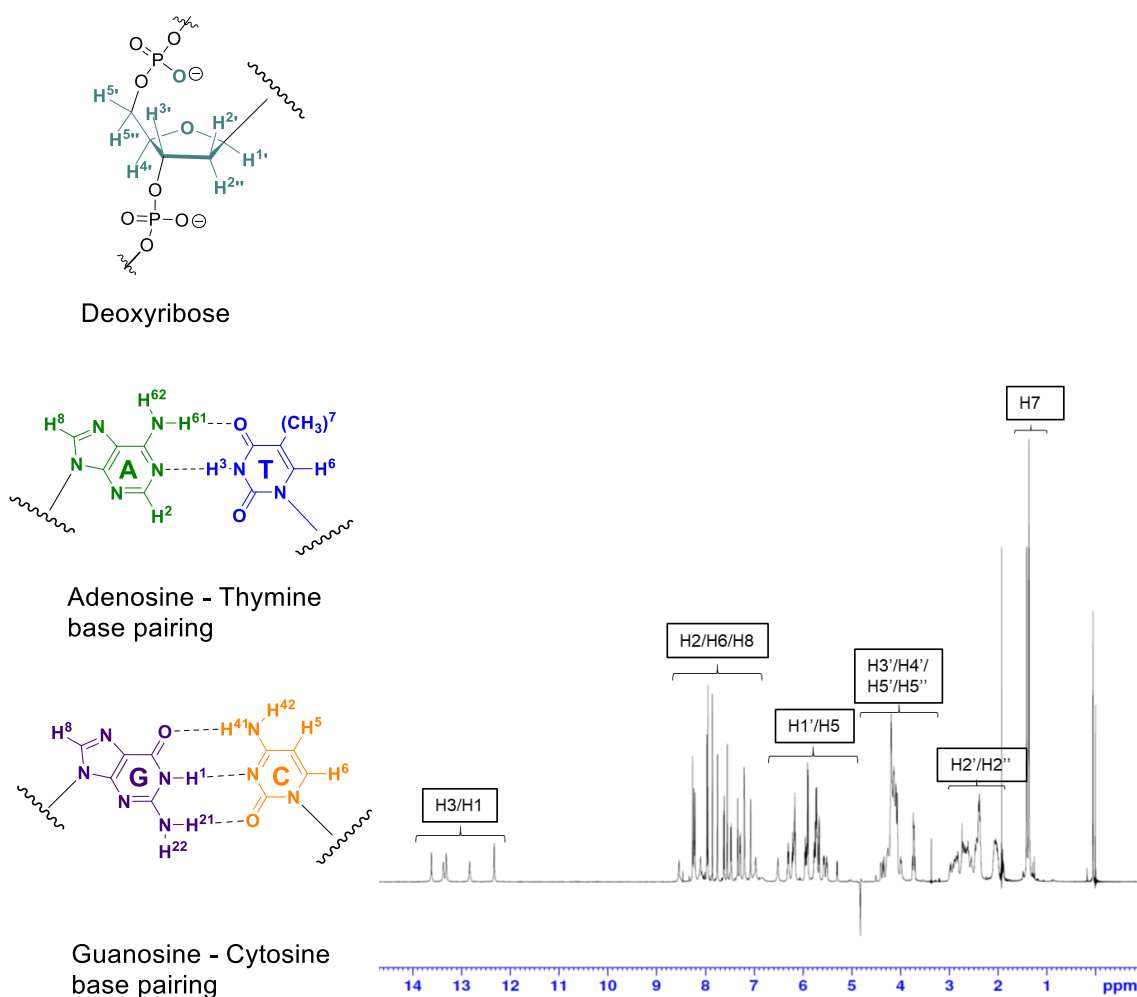 O
O
P
O⊖
O
H5'
H3'
H2'
O
H5''
H1'
H4'
H2''
O
O=P-O⊖
O
Deoxyribose
H62
H8
N
N-H61
O
(CH3)7
A
N
N
H3
N
T
H6
N
N
H2
O
Adenosine - Thymine
base pairing
H42
H8
N
O
H41
N
H5
G
N
N-H1
N
C
H6
N
N
N-H21
O
H22
Guanosine - Cytosine
base pairing
H7
H2/H6/H8
H3'/H4'/
H5'/H5''
H1'/H5
H2'/H2''
H3/H1
14 13 12 11 10 9 8 7 6 5 4 3 2 1 ppm